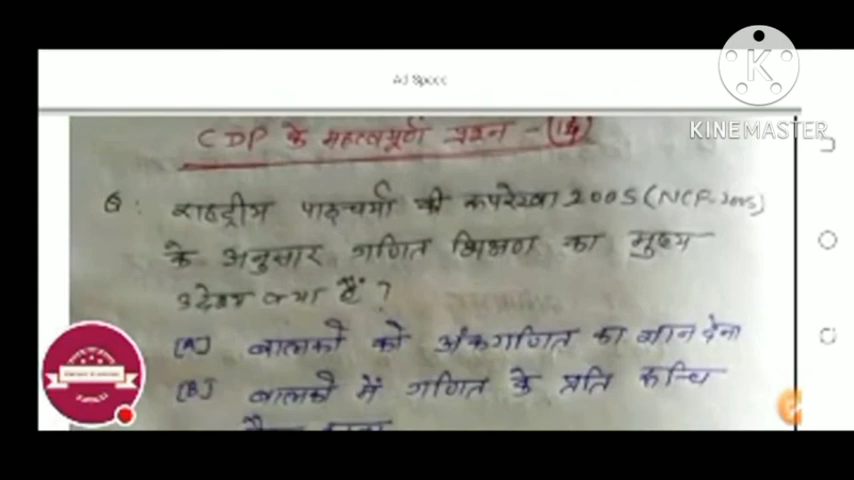 Ad Space
KINEMASTER
CDP के महत्वपूर्ण प्रश्न - (14)
Q: राष्ट्रीय पाठ्यचर्या की रूपरेखा 2005 (NCF-2005)
के अनुसार गणित शिक्षण का मुख्य
उद्देश्य क्या है ?
(A) बालकों को अंकगणित का ज्ञान देना
(B) बालकों में गणित के प्रति रूचि